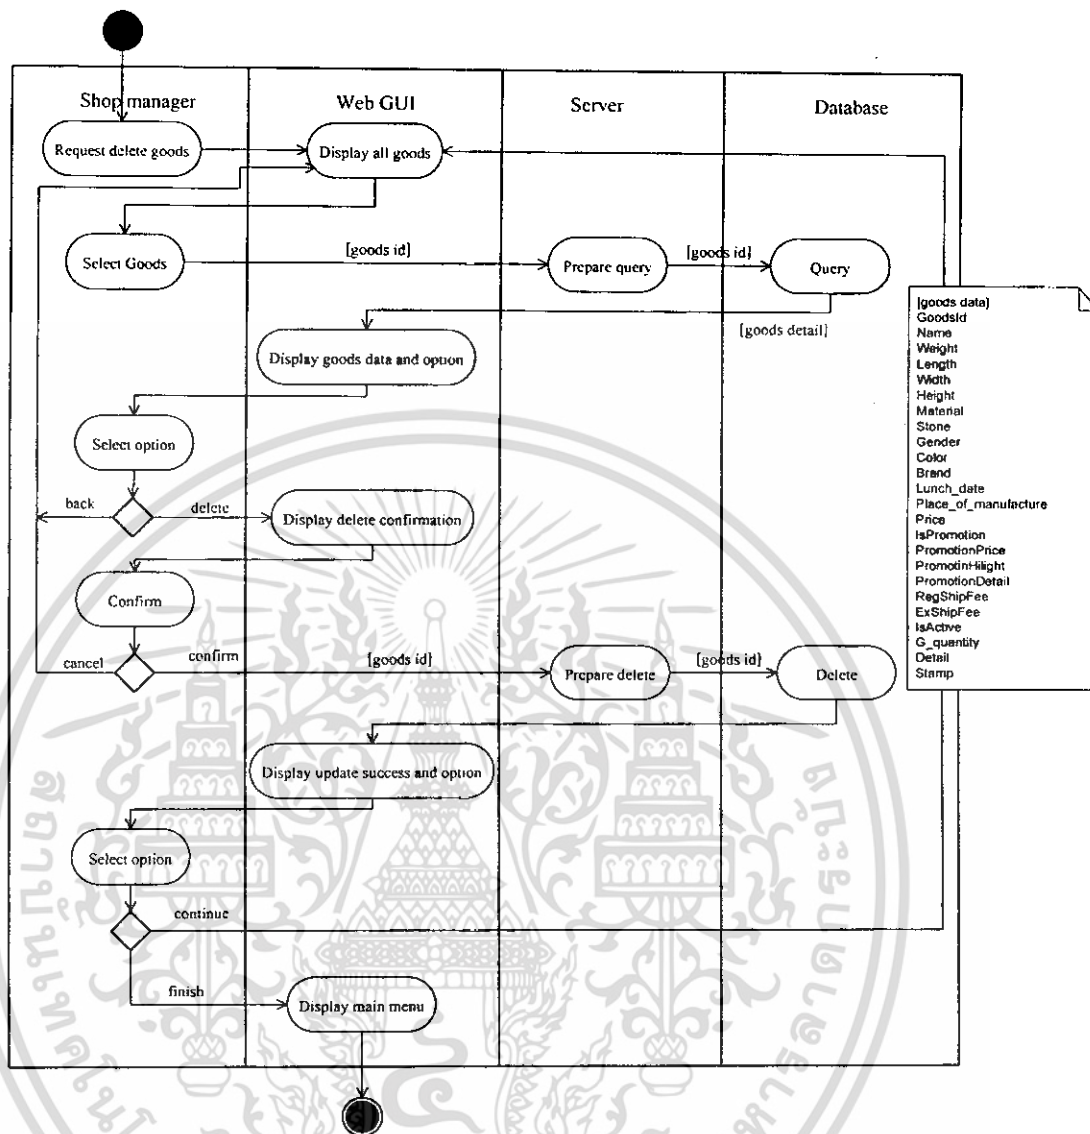 Shop manager
Web GUI
Server
Database
Request delete goods
Display all goods
Select Goods
[goods id]
Prepare query
[goods id]
Query
[goods detail]
Display goods data and option
Select option
back
delete
Display delete confirmation
Confirm
cancel
confirm
[goods id]
Prepare delete
[goods id]
Delete
Display update success and option
Select option
continue
finish
Display main menu
[goods data]
GoodsId
Name
Weight
Length
Width
Height
Material
Stone
Gender
Color
Brand
Lunch_date
Place_of_manufacture
Price
IsPromotion
PromotionPrice
PromotinHilight
PromotionDetail
RegShipFee
ExShipFee
IsActive
G_quantity
Detail
Stamp